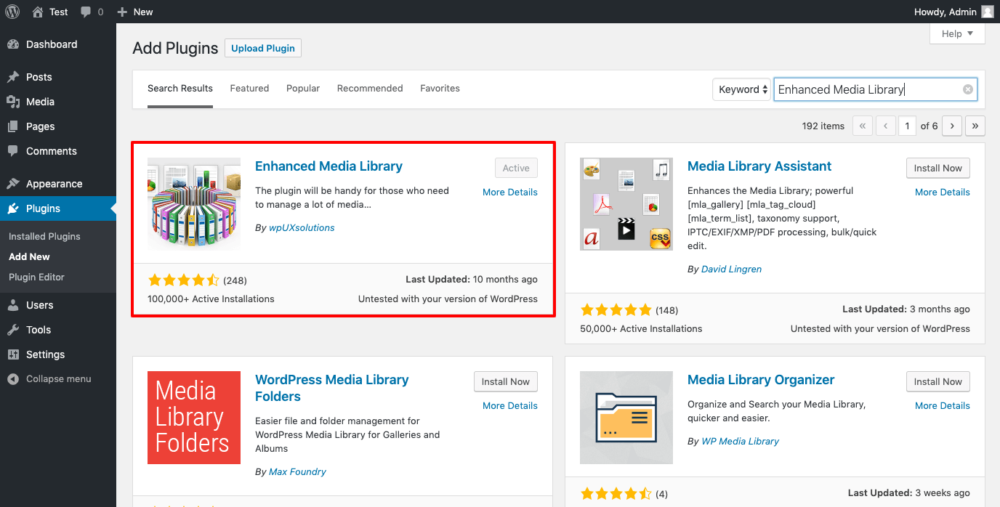 Test
0
New
Howdy, Admin
Dashboard
Posts
Media
Pages
Comments
Appearance
Plugins
Installed Plugins
Add New
Plugin Editor
Users
Tools
Settings
Collapse menu
Help
Add Plugins
Upload Plugin
Search Results
Featured
Popular
Recommended
Favorites
Keyword
Enhanced Media Library
192 items
«
‹
1
of 6
›
»
Enhanced Media Library
Active
More Details
The plugin will be handy for those who need
to manage a lot of media…
By wpUXsolutions
(248)
Last Updated: 10 months ago
100,000+ Active Installations
Untested with your version of WordPress
Media Library Assistant
Install Now
More Details
Enhances the Media Library; powerful
[mla_gallery] [mla_tag_cloud]
[mla_term_list], taxonomy support,
IPTC/EXIF/XMP/PDF processing, bulk/quick
edit.
By David Lingren
a
CSS
(148)
Last Updated: 3 months ago
50,000+ Active Installations
Untested with your version of WordPress
Media
Library
Folders
WordPress Media Library
Folders
Install Now
More Details
Easier file and folder management for
WordPress Media Library for Galleries and
Albums
By Max Foundry
Media Library Organizer
Install Now
More Details
Organize and Search your Media Library,
quicker and easier.
By WP Media Library
(4)
Last Updated: 3 weeks ago